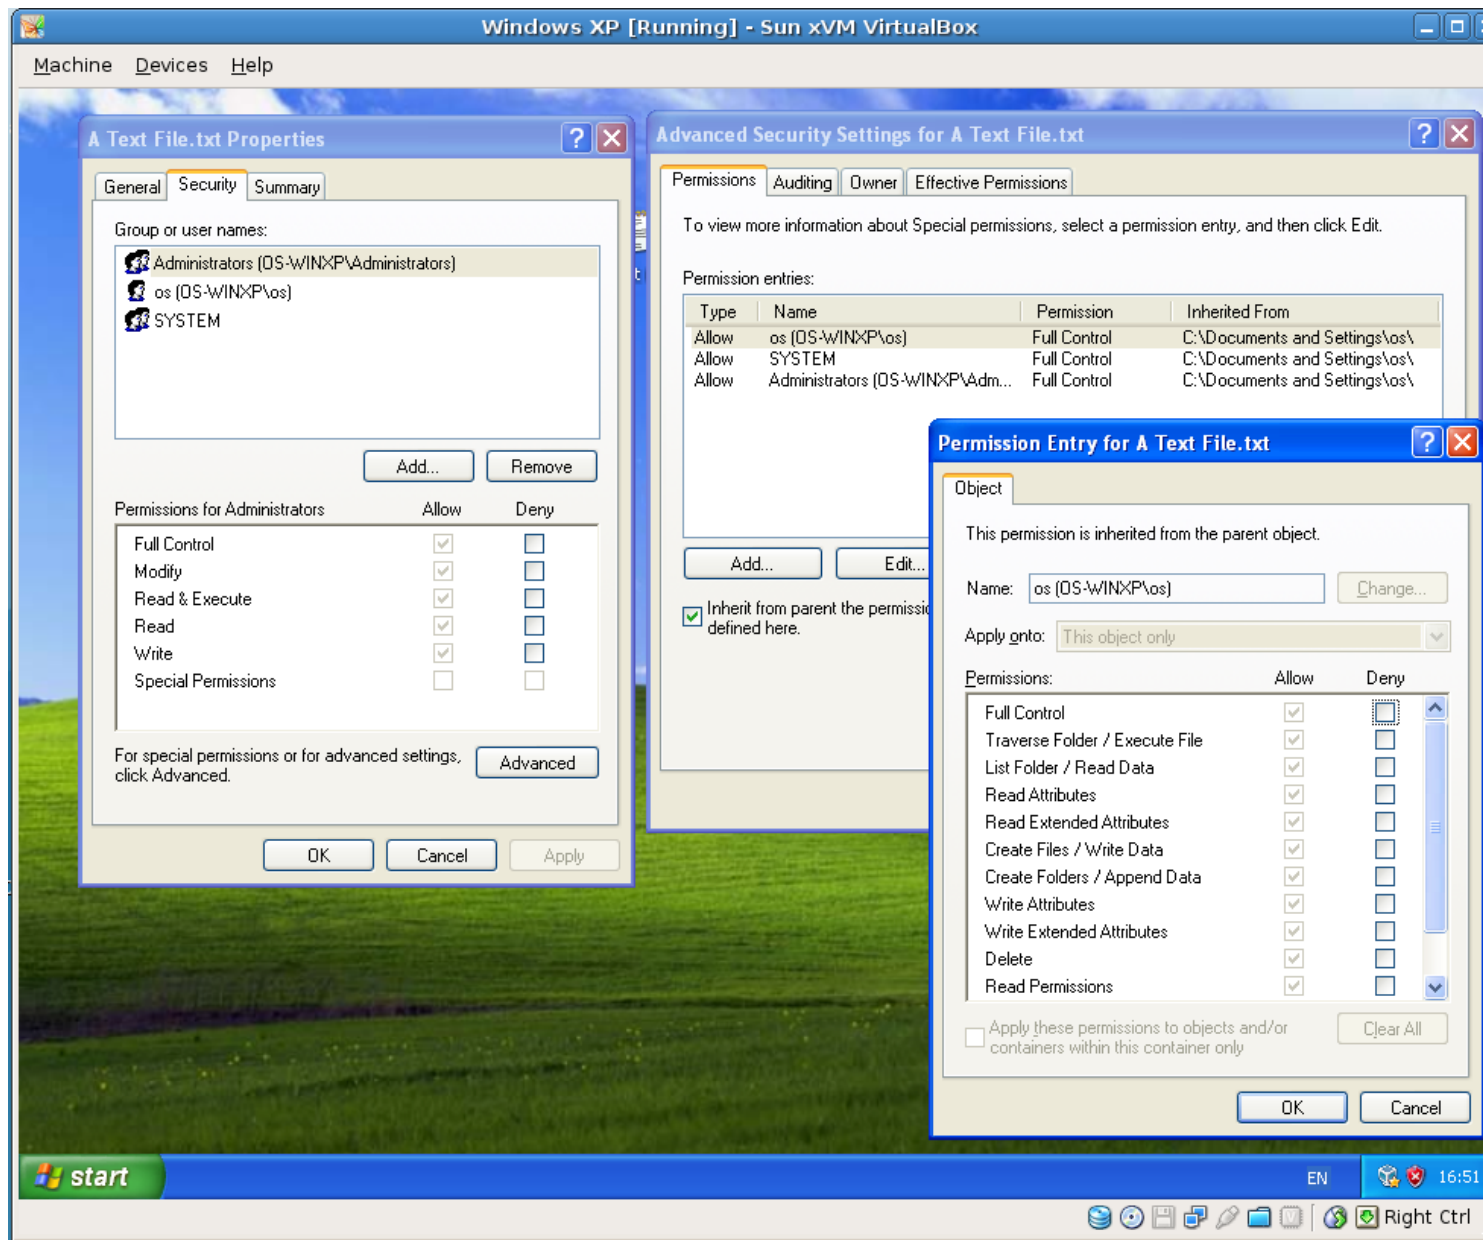 Windows XP [Running] - Sun xVM VirtualBox
Machine Devices Help
A Text File.txt Properties
General Security Summary
Group or user names:
Administrators (OS-WINXP\Administrators)
os (OS-WINXP\os)
SYSTEM
Add... Remove
Permissions for Administrators Allow Deny
Full Control
Modify
Read & Execute
Read
Write
Special Permissions
For special permissions or for advanced settings,
click Advanced.
Advanced
OK Cancel Apply
Advanced Security Settings for A Text File.txt
Permissions Auditing Owner Effective Permissions
To view more information about Special permissions, select a permission entry, and then click Edit.
Permission entries:
Type Name Permission Inherited From
Allow os (OS-WINXP\os) Full Control C:\Documents and Settings\os\
Allow SYSTEM Full Control C:\Documents and Settings\os\
Allow Administrators (OS-WINXP\Adm... Full Control C:\Documents and Settings\os\
Add... Edit...
Inherit from parent the
defined here.
Permission Entry for A Text File.txt
Object
This permission is inherited from the parent object.
Name: os (OS-WINXP\os) Change...
Apply onto: This object only
Permissions: Allow Deny
Full Control
Traverse Folder / Execute File
List Folder / Read Data
Read Attributes
Read Extended Attributes
Create Files / Write Data
Create Folders / Append Data
Write Attributes
Write Extended Attributes
Delete
Read Permissions
Apply these permissions to objects and/or
containers within this container only
Clear All
OK Cancel
start EN 16:51
Right Ctrl